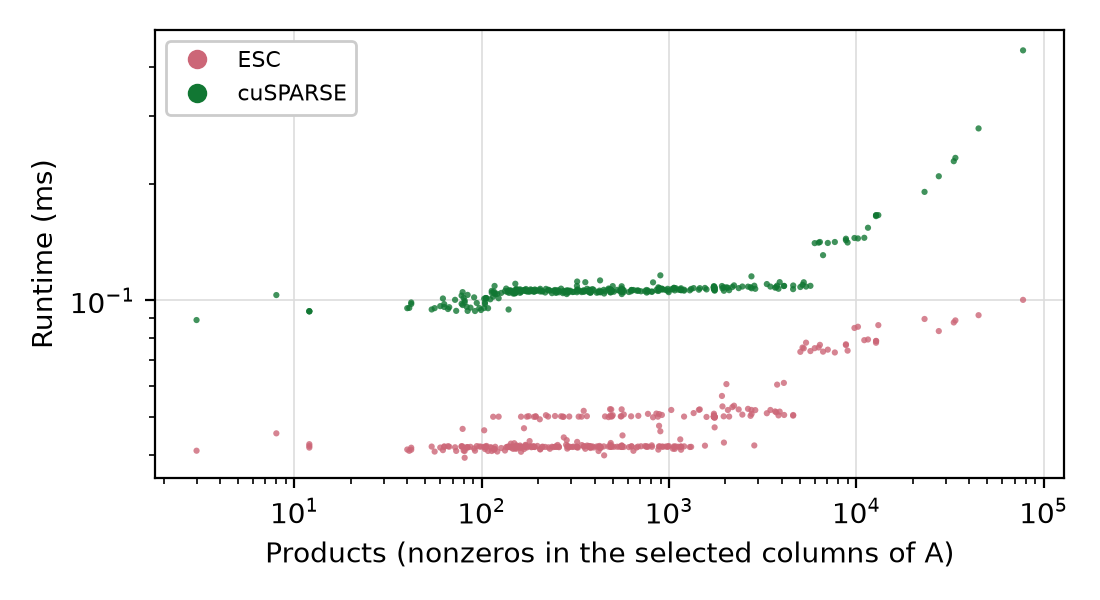 ESC
cuSPARSE
Runtime (ms)
10⁻¹
10¹ 10² 10³ 10⁴ 10⁵
Products (nonzeros in the selected columns of A)